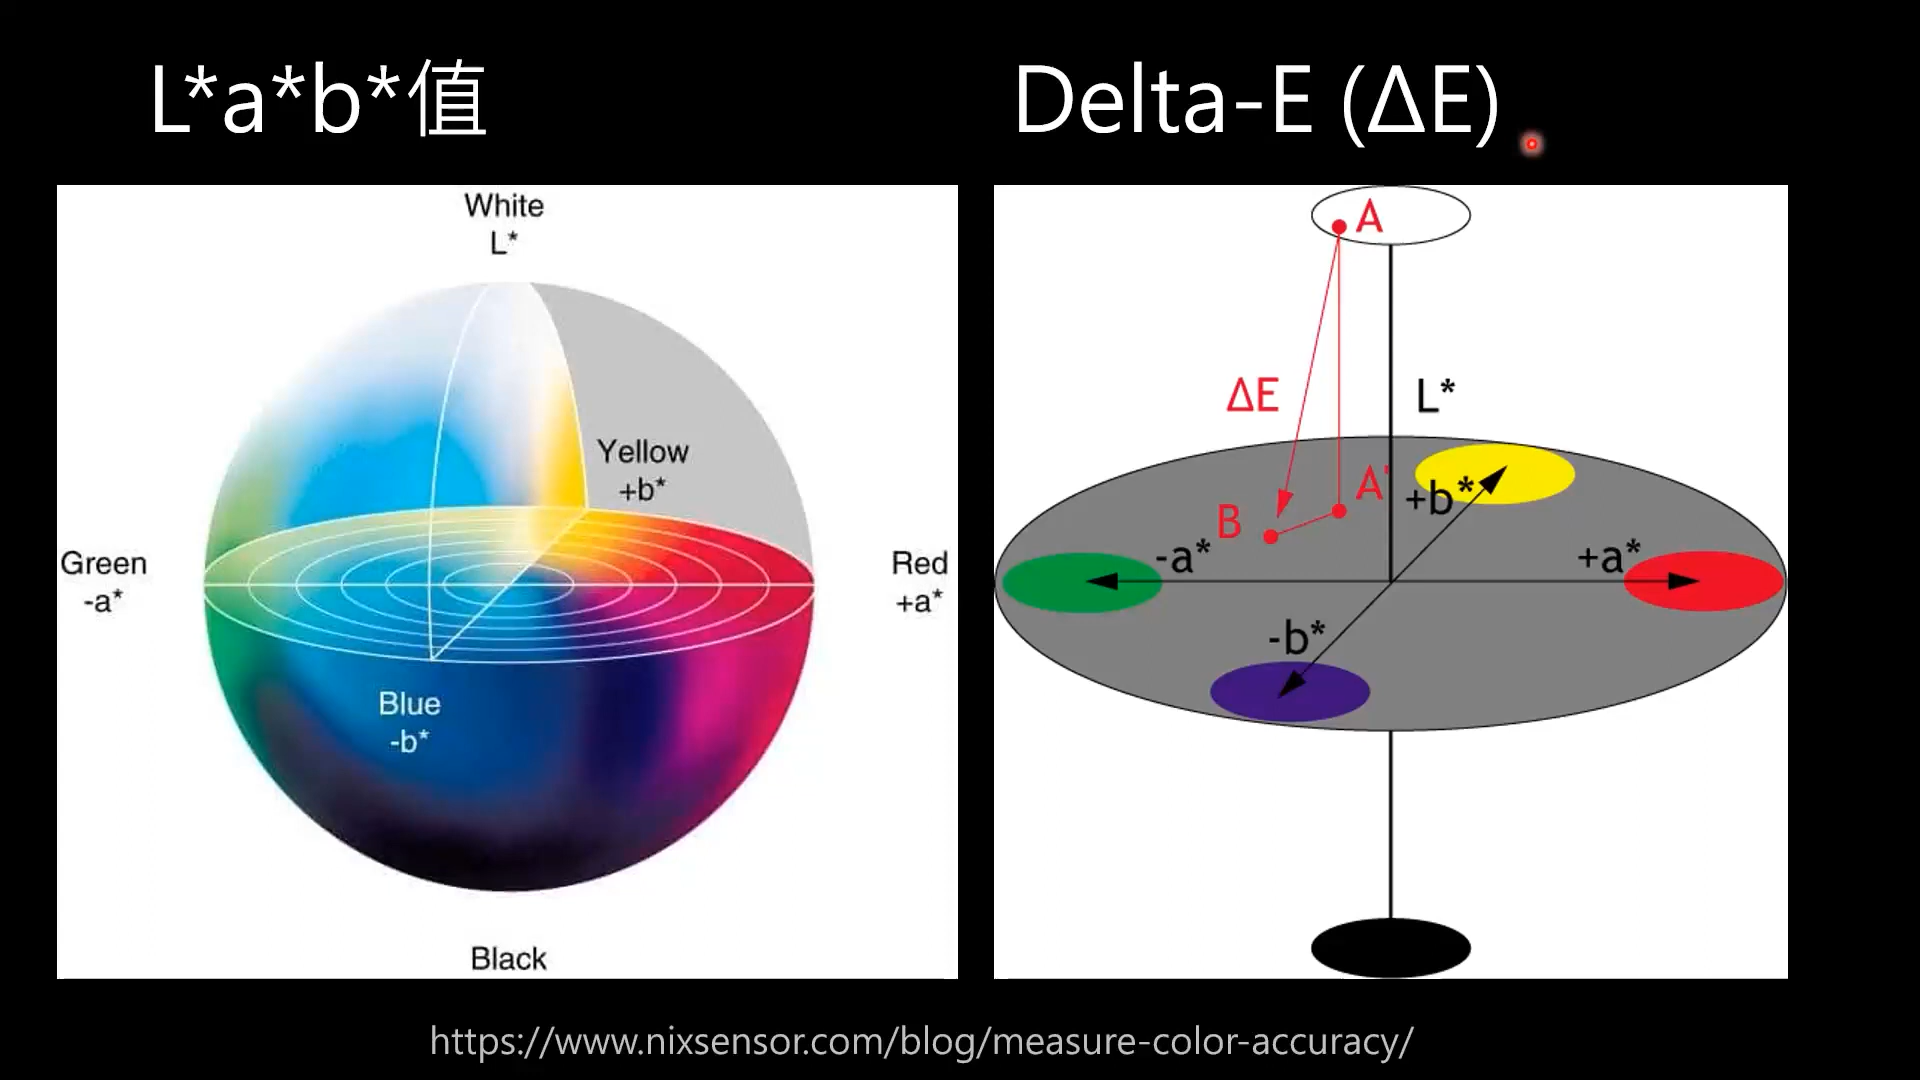 L*a*b*值
Delta-E (ΔE)
White
L*
Yellow
+b*
Green
-a*
Red
+a*
Blue
-b*
Black
A
ΔE
L*
A'
B
+b*
-a*
+a*
-b*
https://www.nixsensor.com/blog/measure-color-accuracy/